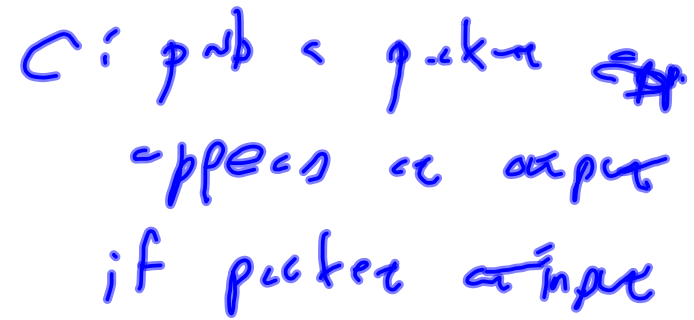 C : prob a packet
appears at output
if packet at input